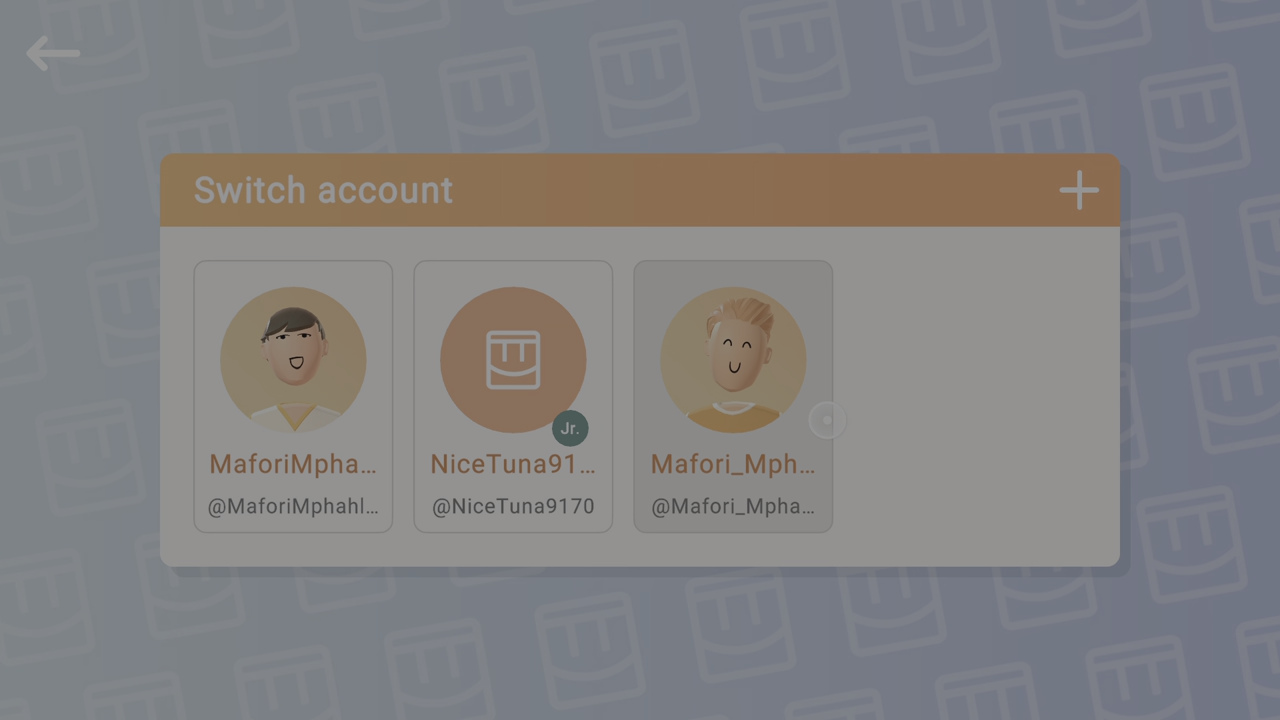 Switch account
MaforiMpha...
@MaforiMphahl...
Jr.
NiceTuna91...
@NiceTuna9170
Mafori_Mph...
@Mafori_Mpha...